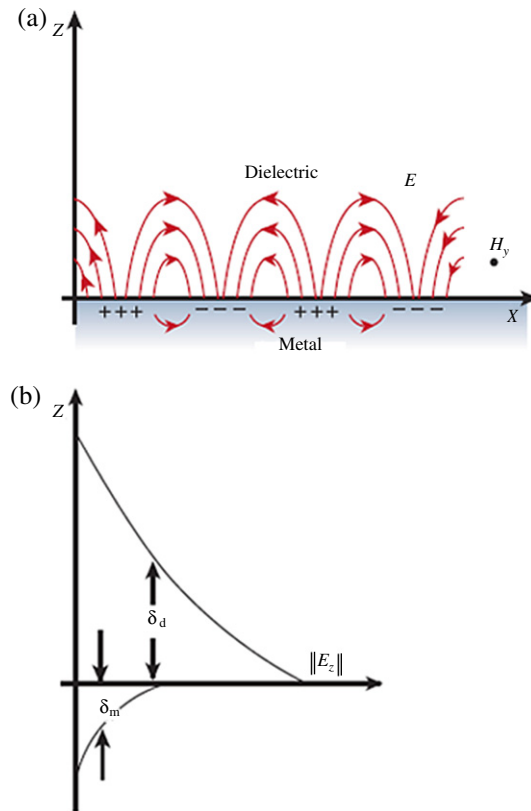 (a)
Z
Dielectric
E
H_y
+++ −−− +++ −−−
X
Metal
(b)
Z
δ_d
‖E_z‖
δ_m